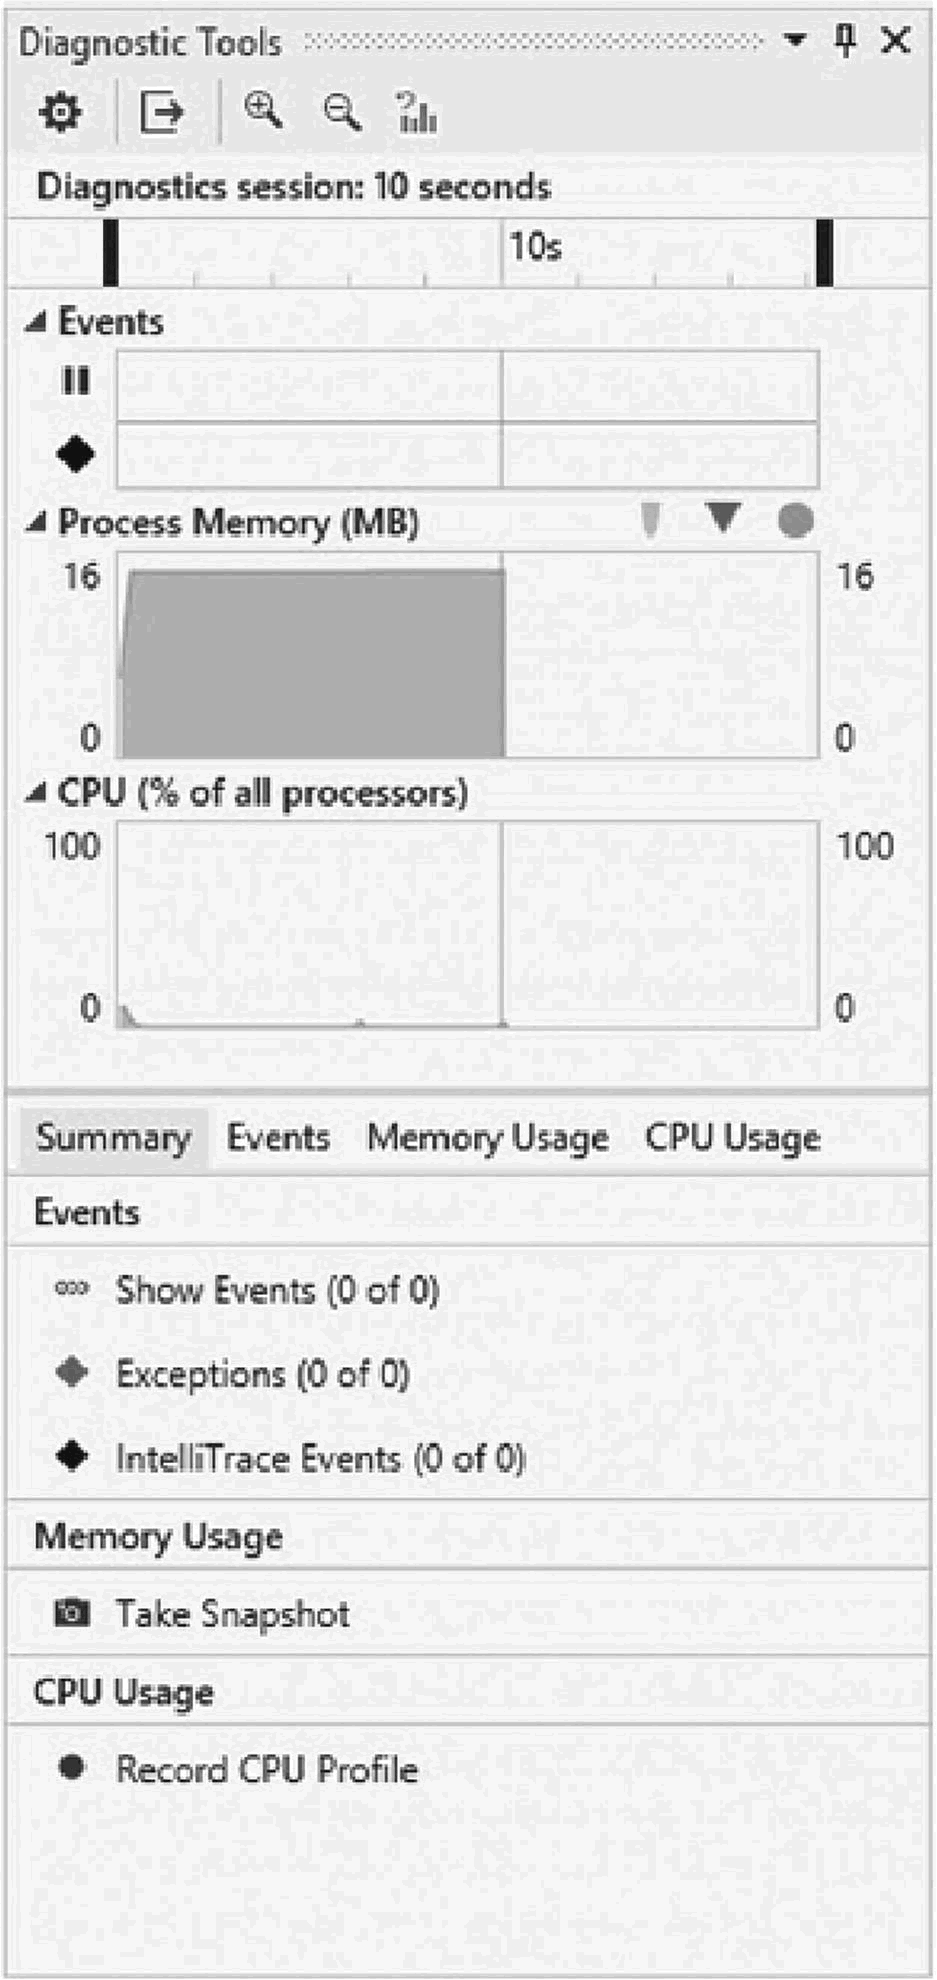 Diagnostic Tools
Diagnostics session: 10 seconds
10s
Events
Process Memory (MB)
16 16
0 0
CPU (% of all processors)
100 100
0 0
Summary Events Memory Usage CPU Usage
Events
Show Events (0 of 0)
Exceptions (0 of 0)
IntelliTrace Events (0 of 0)
Memory Usage
Take Snapshot
CPU Usage
Record CPU Profile